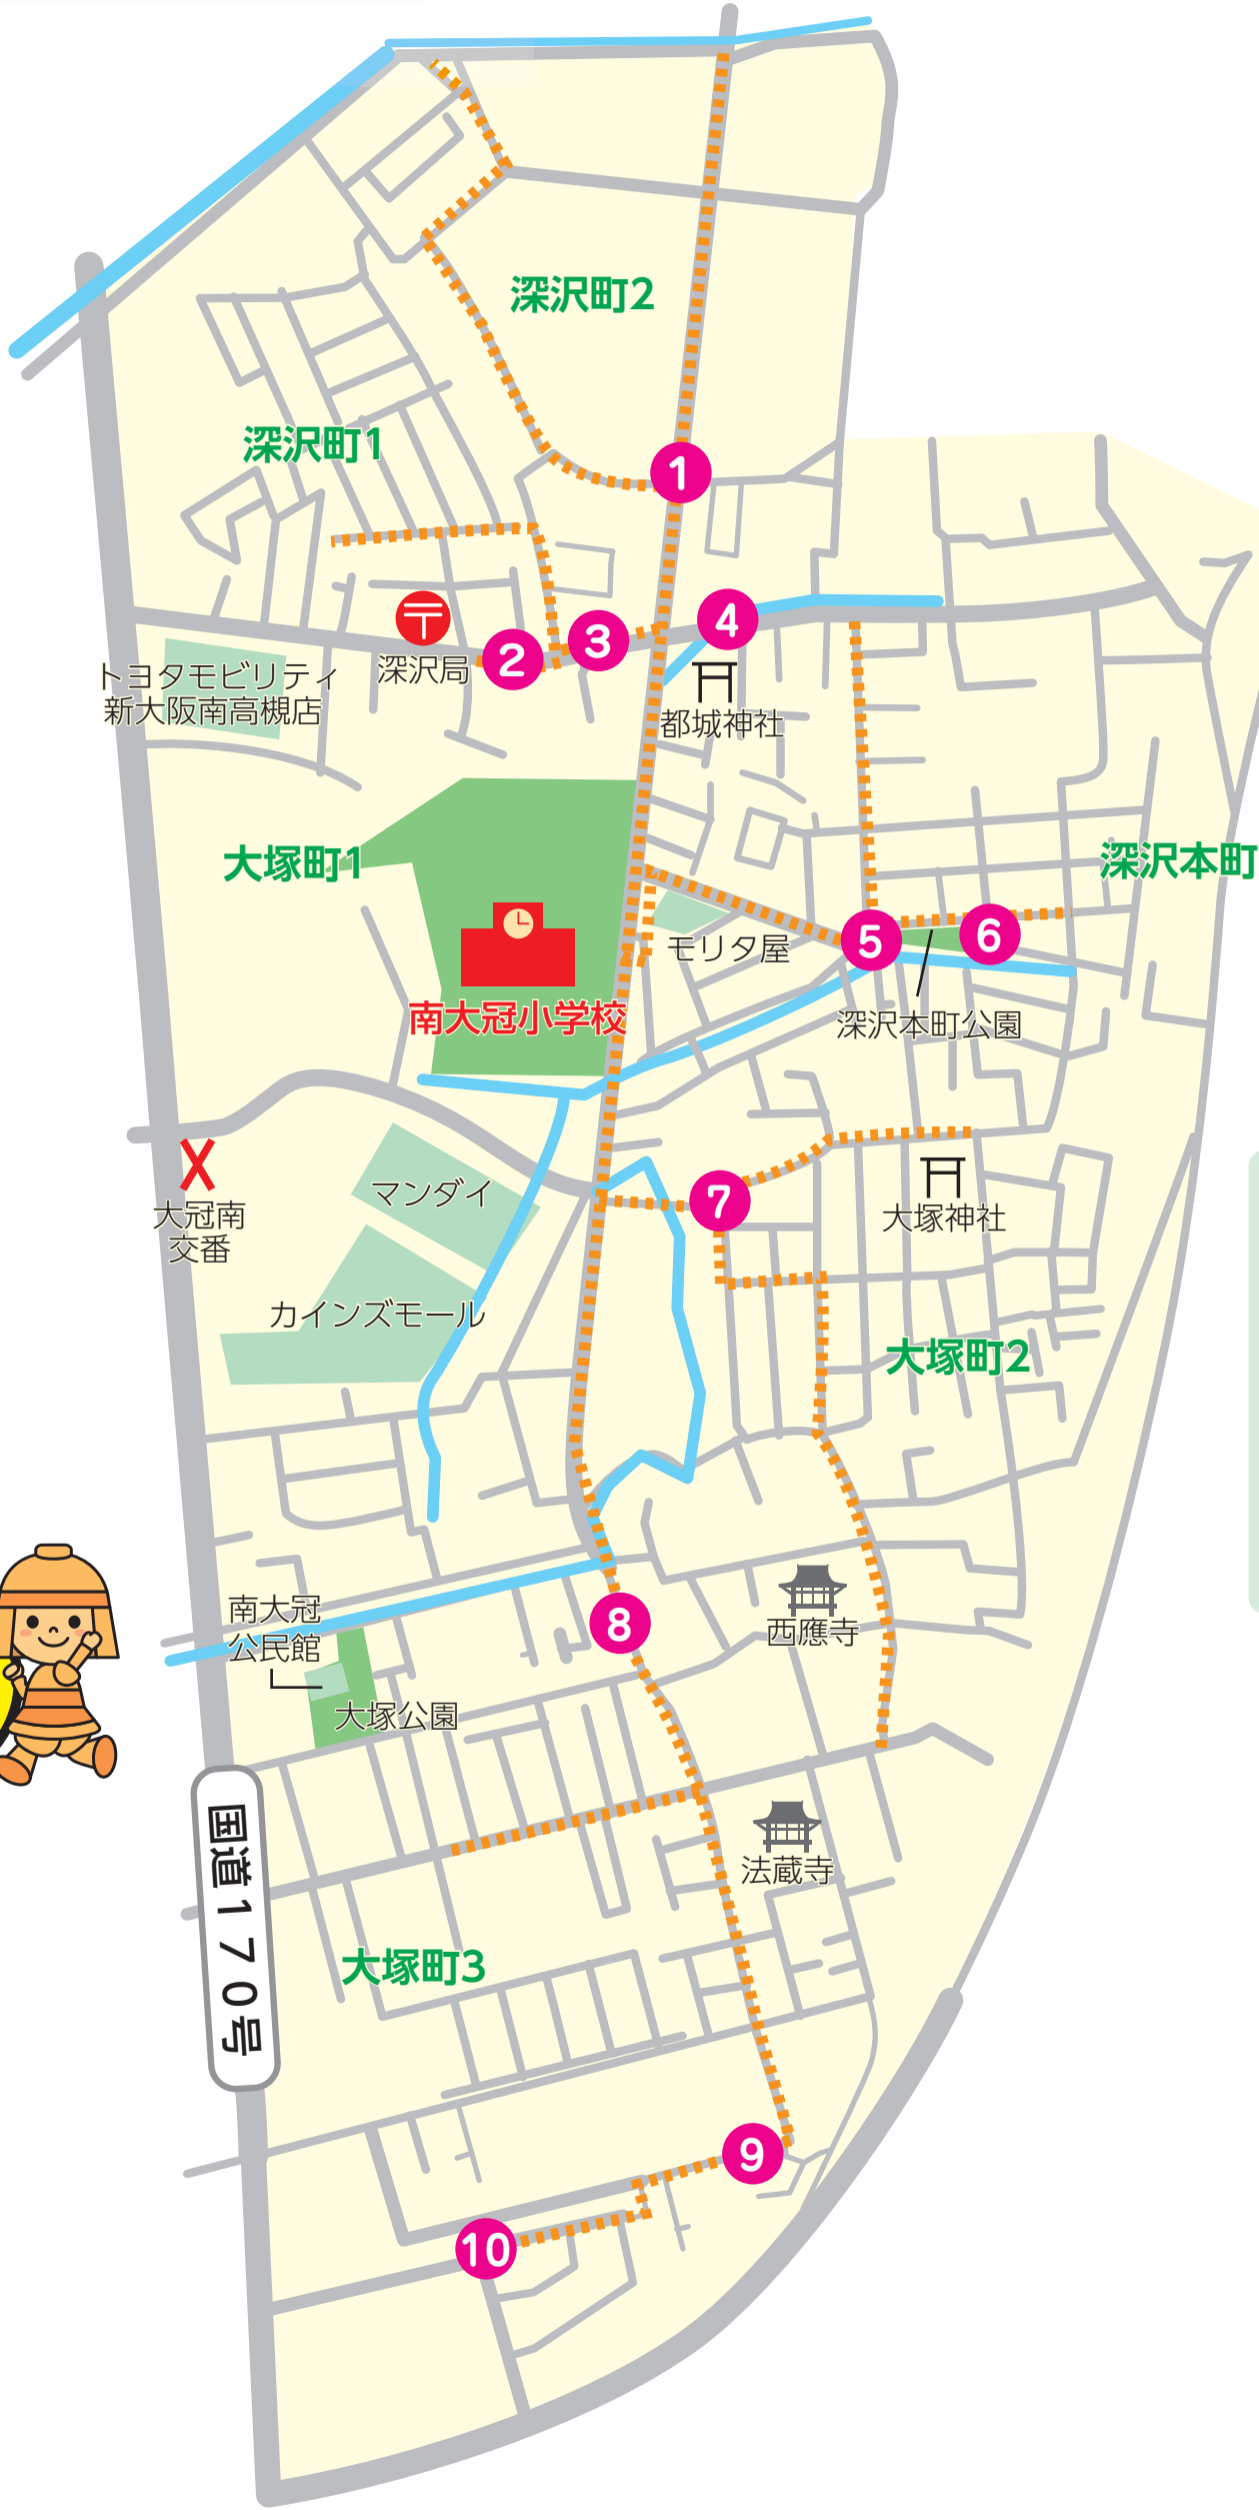 深沢町2
深沢町1
1
〒
2
3
4
深沢局
トヨタモビリティ
新大阪南高槻店
都城神社
大塚町1
深沢本町
5
6
モリタ屋
南大冠小学校
深沢本町公園
X
大冠南
交番
マンダイ
7
大塚神社
カインズモール
大塚町2
8
西應寺
南大冠
公民館
大塚公園
国道170号
法蔵寺
大塚町3
9
10